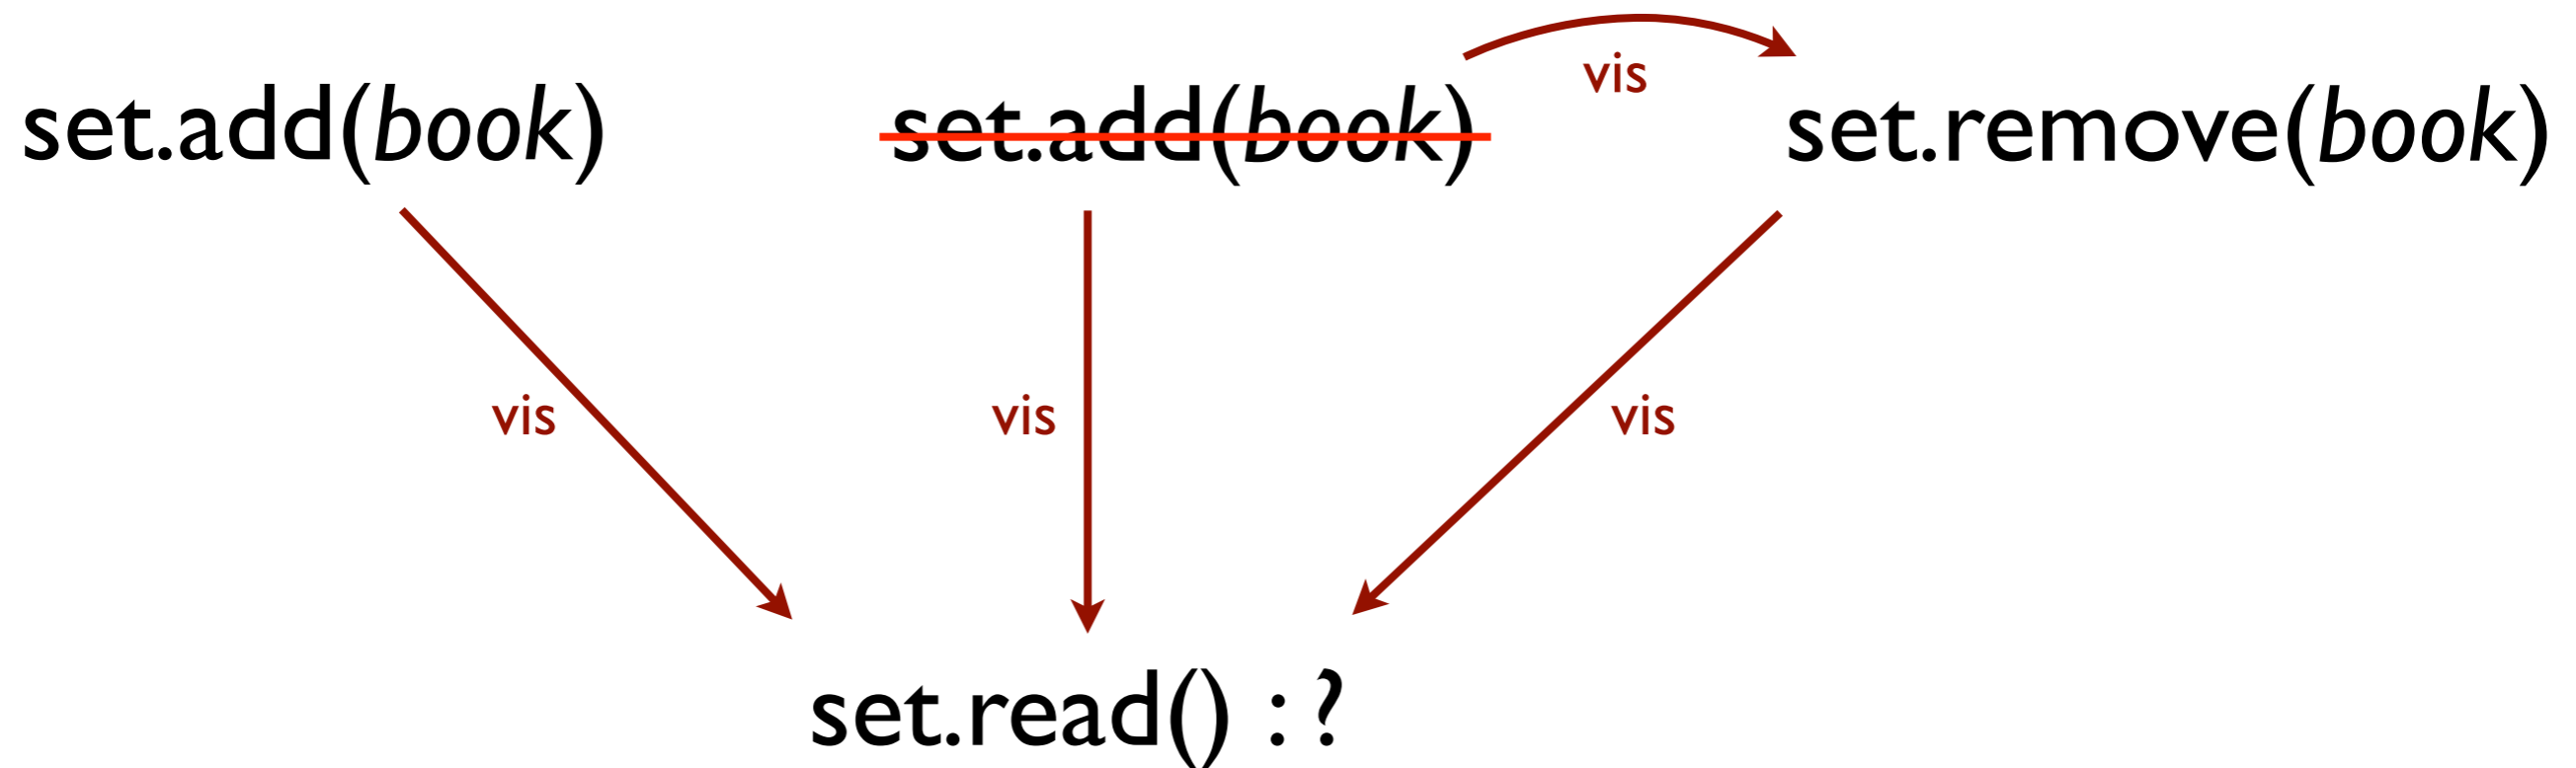 vis
set.add(book) set.add(book) set.remove(book)
vis vis vis
set.read() : ?